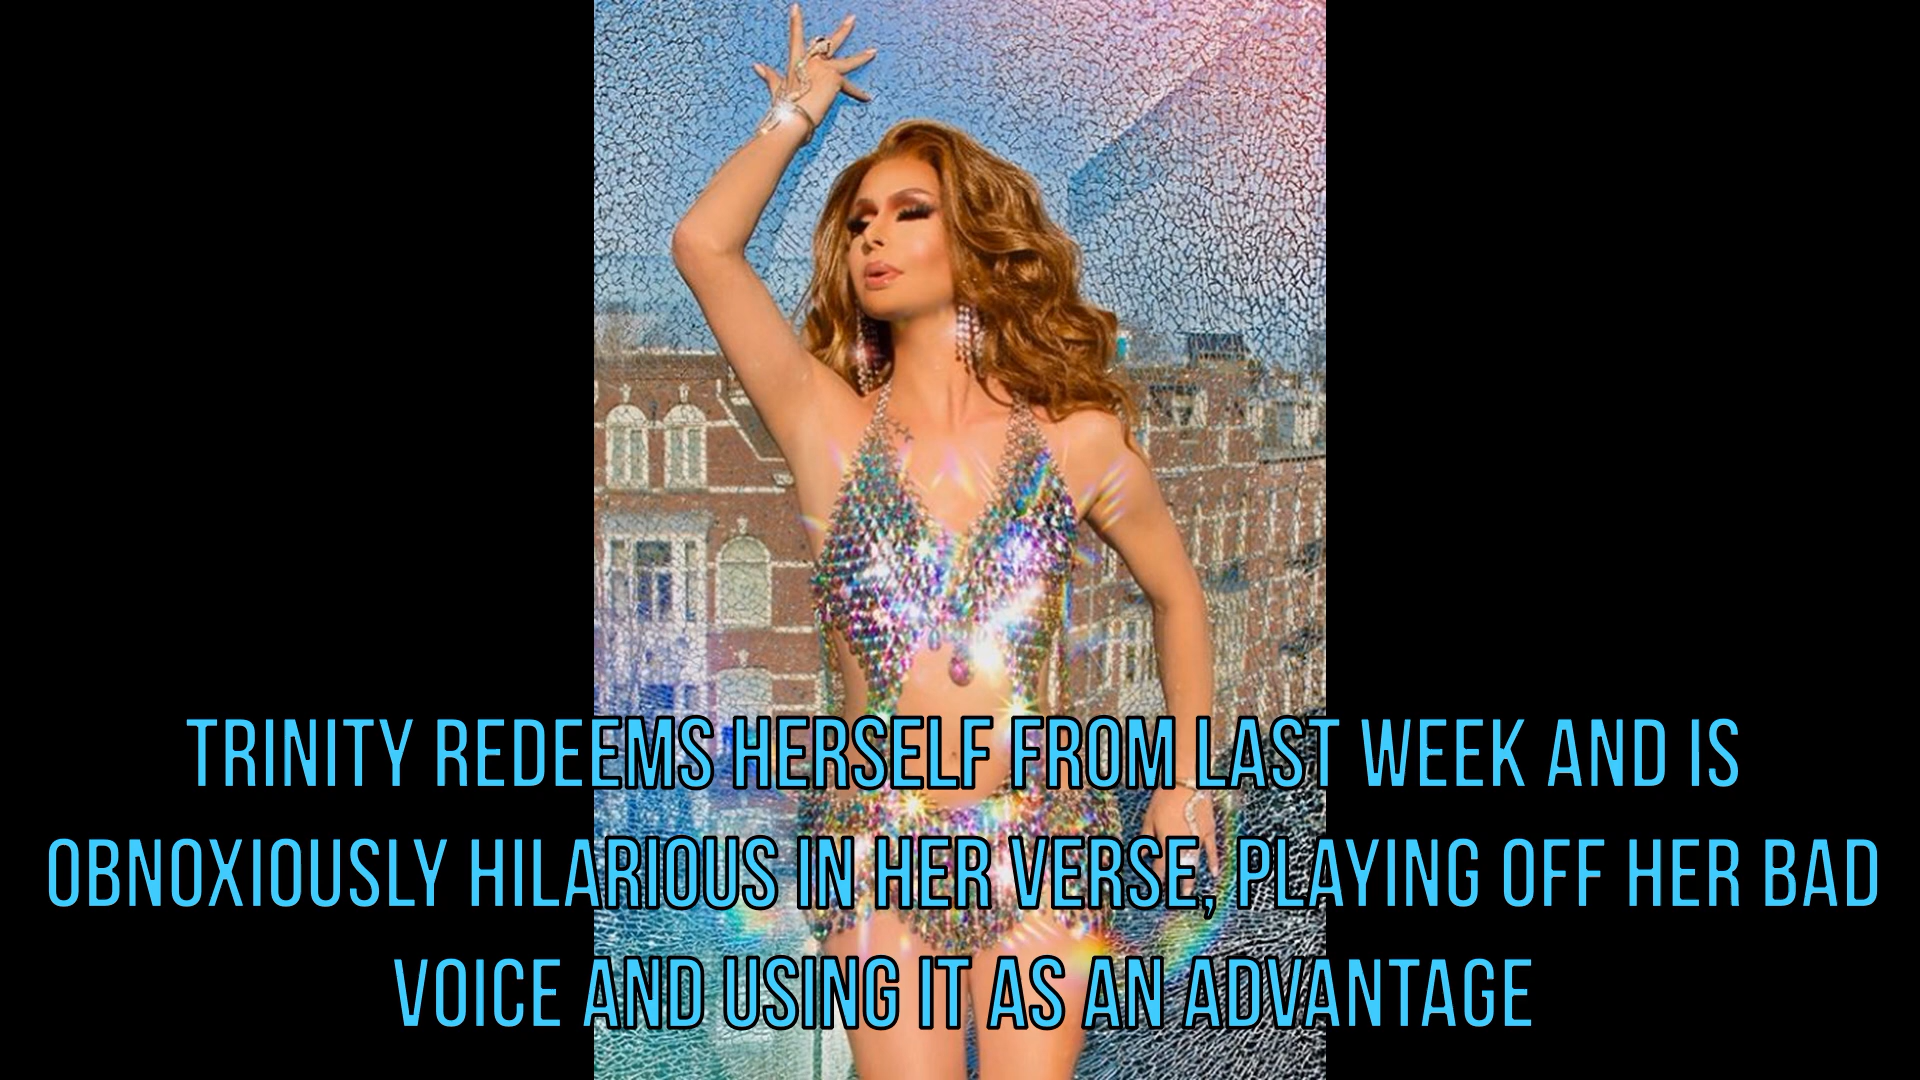 TRINITY REDEEMS HERSELF FROM LAST WEEK AND IS
OBNOXIOUSLY HILARIOUS IN HER VERSE, PLAYING OFF HER BAD
VOICE AND USING IT AS AN ADVANTAGE